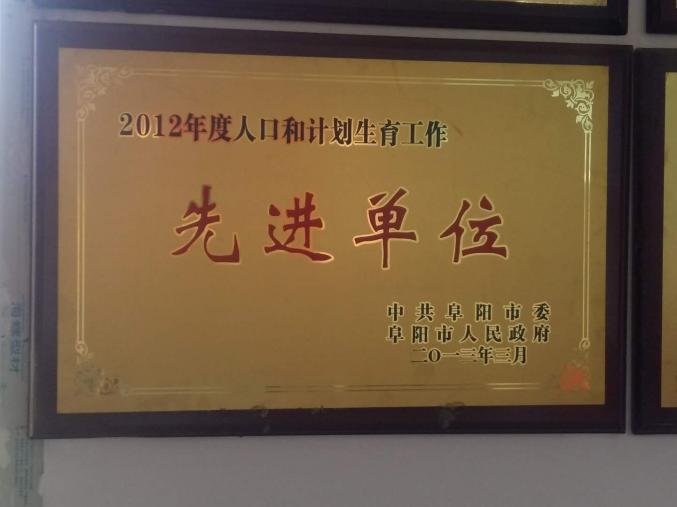 2012年度人口和计划生育工作
先进单位
中共阜阳市委
阜阳市人民政府
二〇一三年三月